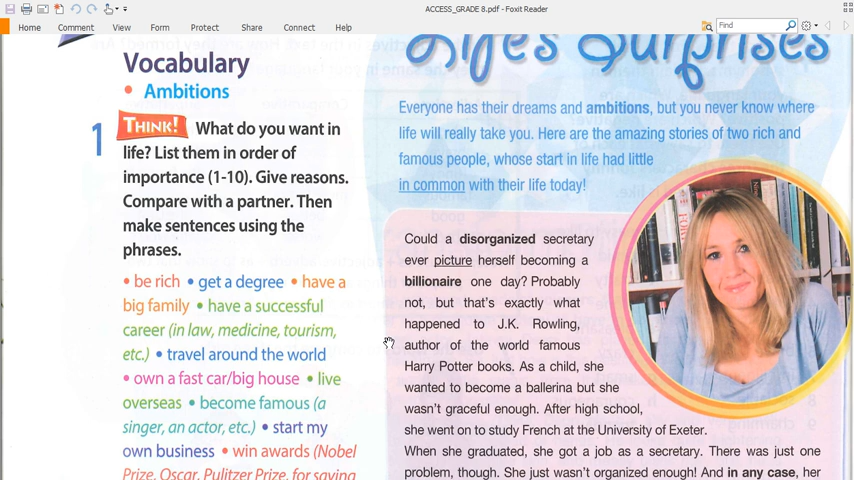 ACCESS_GRADE 8.pdf - Foxit Reader
Home Comment Form Protect Share Connect Help
Find
Life's Surprises
Vocabulary
• Ambitions
1 THINK! What do you want in
life? List them in order of
importance (1-10). Give reasons.
Compare with a partner. Then
make sentences using the
phrases.
• be rich • get a degree • have a
big family • have a successful
career (in law, medicine, tourism,
etc.) • travel around the world
• own a fast car/big house • live
overseas • become famous (a
singer, an actor, etc.) • start my
own business • win awards (Nobel
Prize, Oscar, Pulitzer Prize, for saving
Everyone has their dreams and ambitions, but you never know where
life will really take you. Here are the amazing stories of two rich and
famous people, whose start in life had little
in common with their life today!
Could a disorganized secretary
ever picture herself becoming a
billionaire one day? Probably
not, but that's exactly what
happened to J.K. Rowling,
author of the world famous
Harry Potter books. As a child, she
wanted to become a ballerina but she
wasn't graceful enough. After high school,
she went on to study French at the University of Exeter.
When she graduated, she got a job as a secretary. There was just one
problem, though. She just wasn't organized enough! And in any case, her